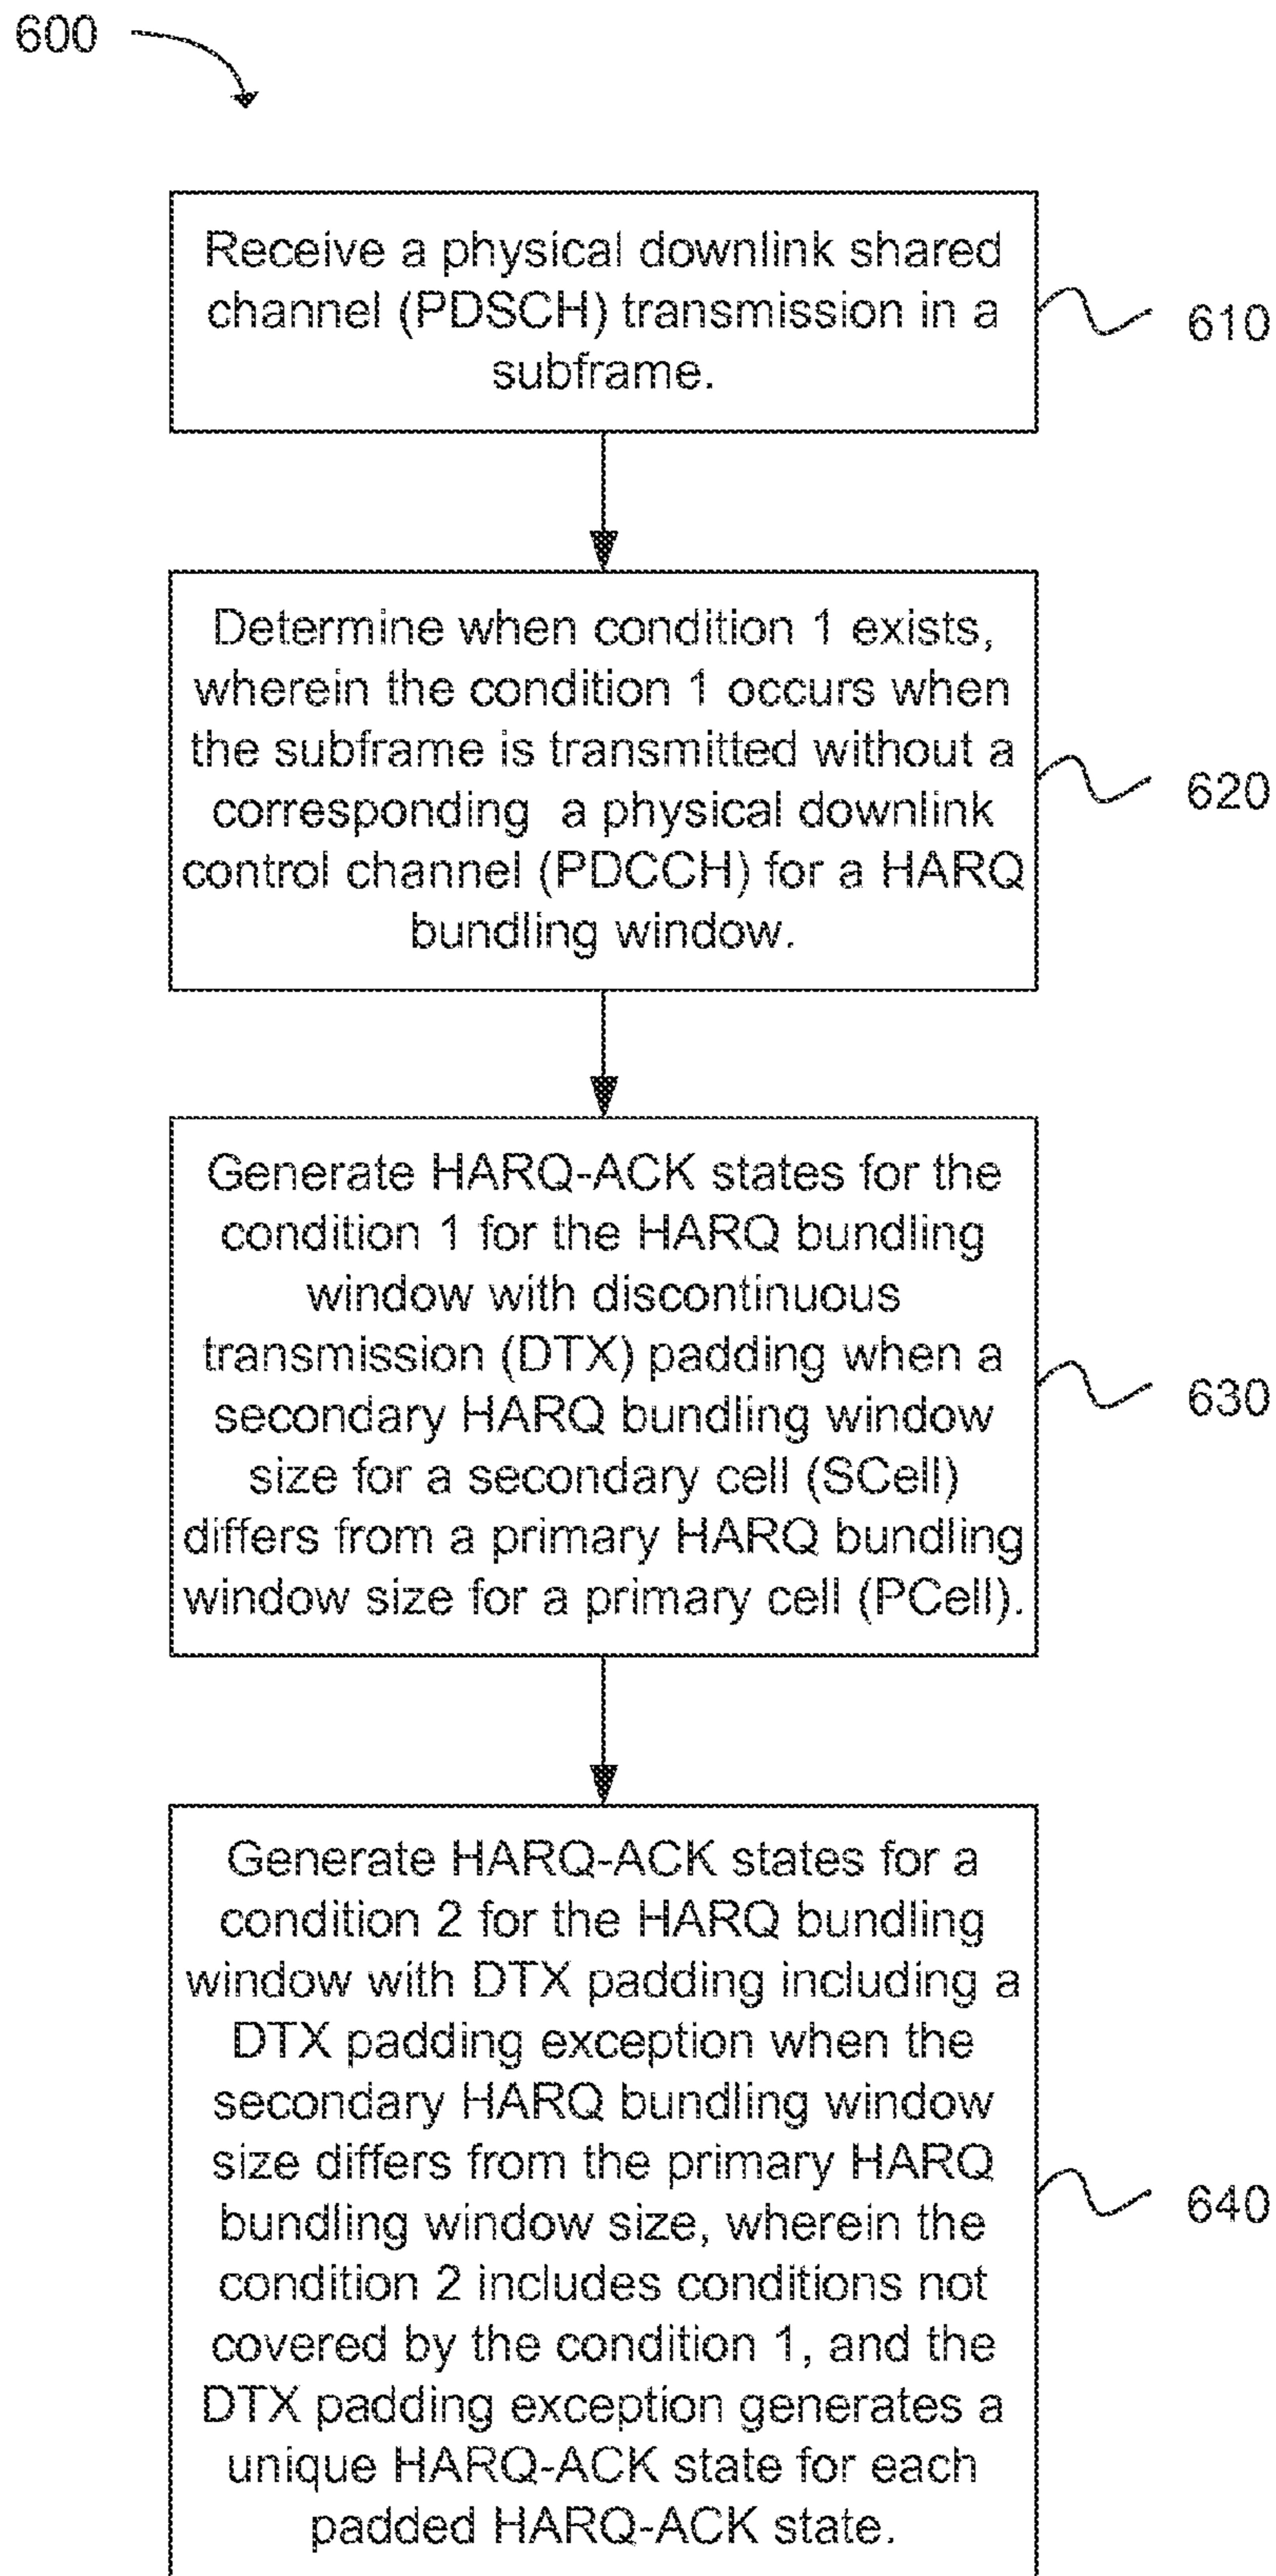 600
Receive a physical downlink shared
channel (PDSCH) transmission in a
subframe.
610
Determine when condition 1 exists,
wherein the condition 1 occurs when
the subframe is transmitted without a
corresponding a physical downlink
control channel (PDCCH) for a HARQ
bundling window.
620
Generate HARQ-ACK states for the
condition 1 for the HARQ bundling
window with discontinuous
transmission (DTX) padding when a
secondary HARQ bundling window
size for a secondary cell (SCell)
differs from a primary HARQ bundling
window size for a primary cell (PCell).
630
Generate HARQ-ACK states for a
condition 2 for the HARQ bundling
window with DTX padding including a
DTX padding exception when the
secondary HARQ bundling window
size differs from the primary HARQ
bundling window size, wherein the
condition 2 includes conditions not
covered by the condition 1, and the
DTX padding exception generates a
unique HARQ-ACK state for each
padded HARQ-ACK state.
640